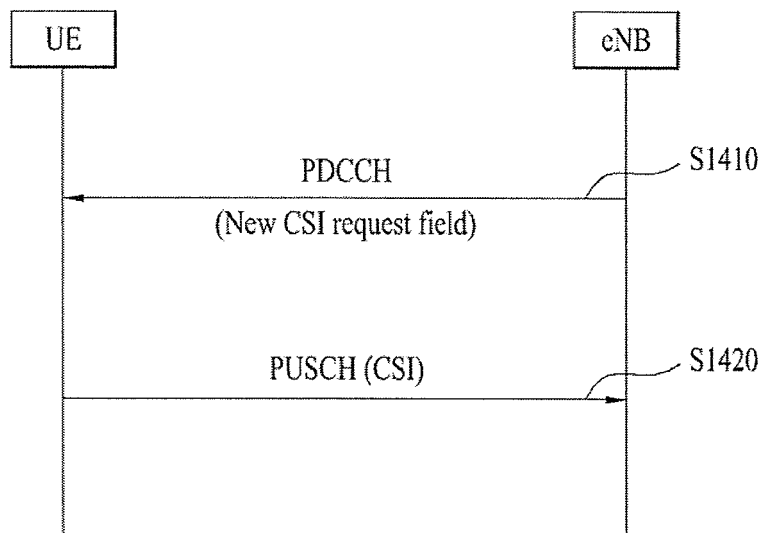 UE
eNB
PDCCH
S1410
(New CSI request field)
PUSCH (CSI)
S1420